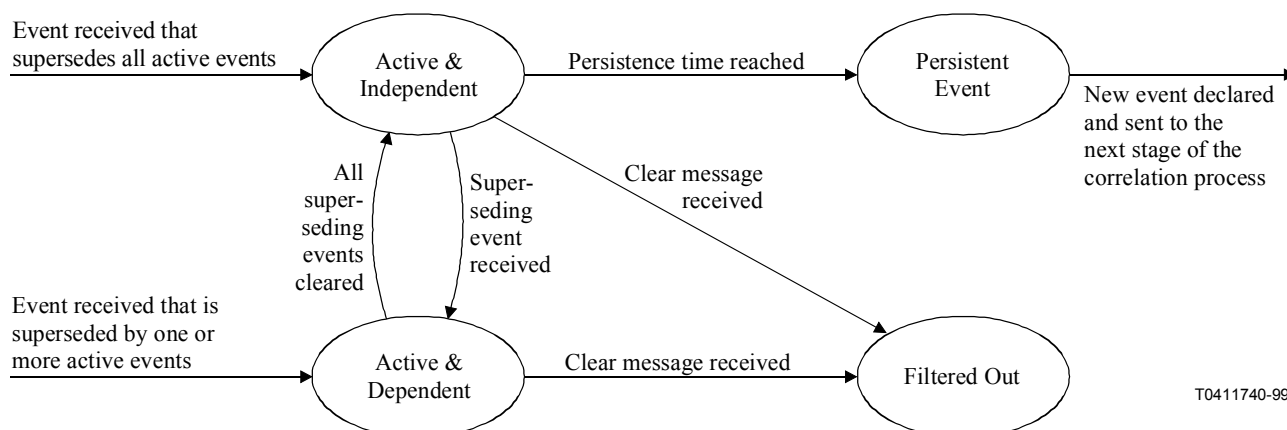 Event received that
supersedes all active events
Active &
Independent
Persistence time reached
Persistent
Event
New event declared
and sent to the
next stage of the
correlation process
All
super-
seding
events
cleared
Super-
seding
event
received
Clear message
received
Event received that is
superseded by one or
more active events
Active &
Dependent
Clear message received
Filtered Out
T0411740-99